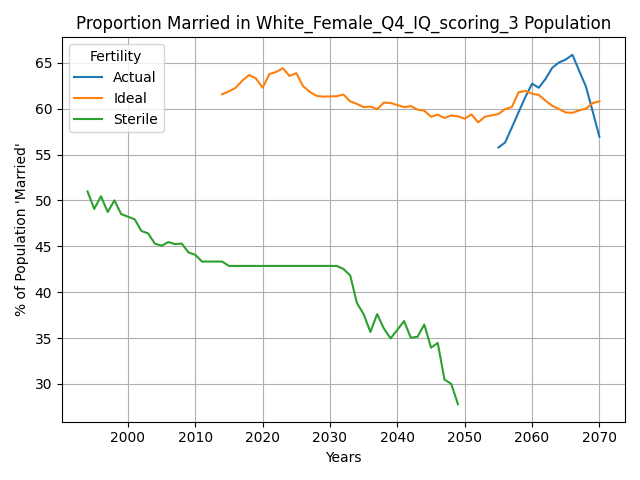 Proportion Married in White_Female_Q4_IQ_scoring_3 Population
% of Population 'Married'
Fertility
Actual
Ideal
Sterile
65
60
55
50
45
40
35
30
2000 2010 2020 2030 2040 2050 2060 2070
Years